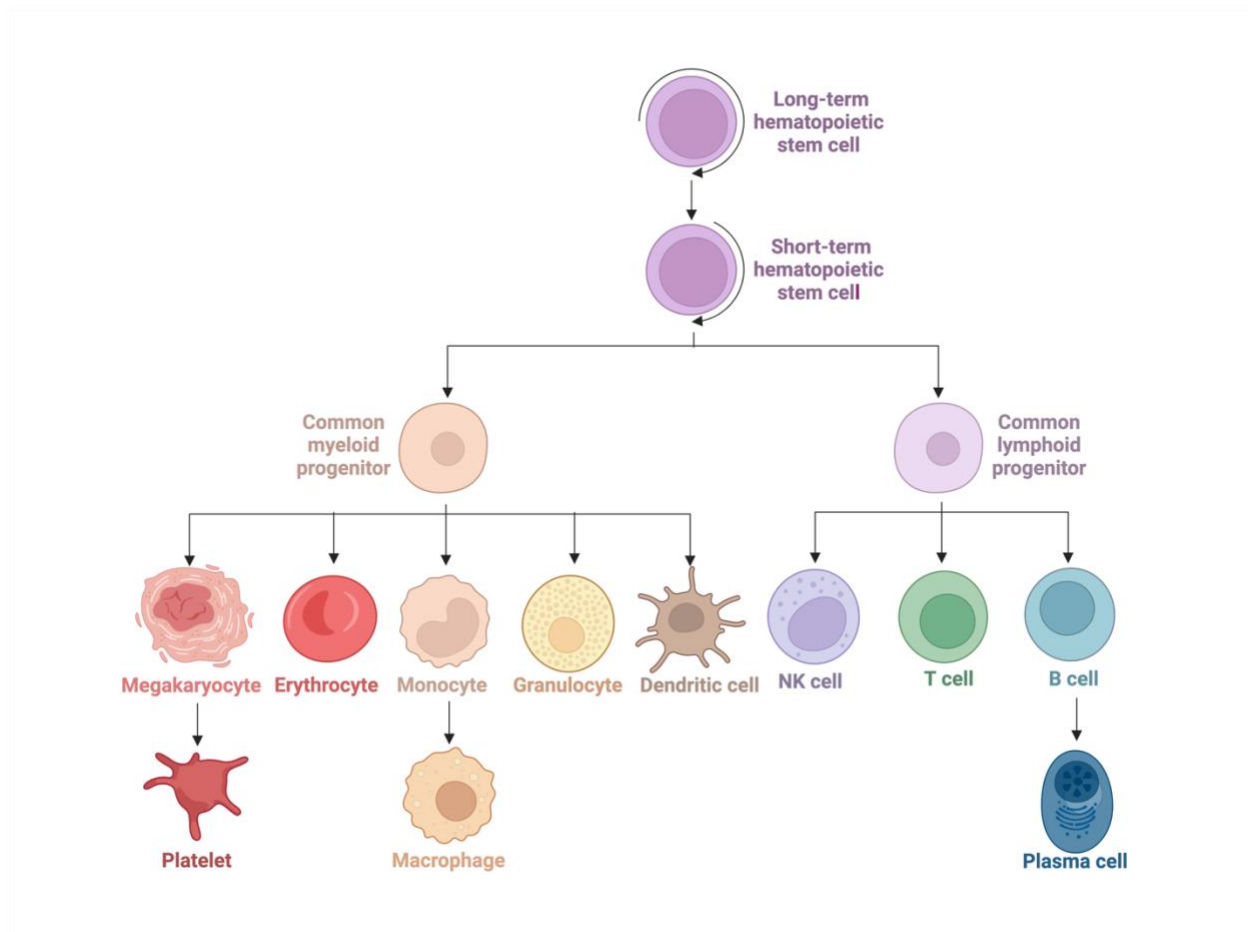 Long-term
hematopoietic
stem cell
Short-term
hematopoietic
stem cell
Common
myeloid
progenitor
Common
lymphoid
progenitor
Megakaryocyte
Erythrocyte
Monocyte
Granulocyte
Dendritic cell
NK cell
T cell
B cell
Platelet
Macrophage
Plasma cell